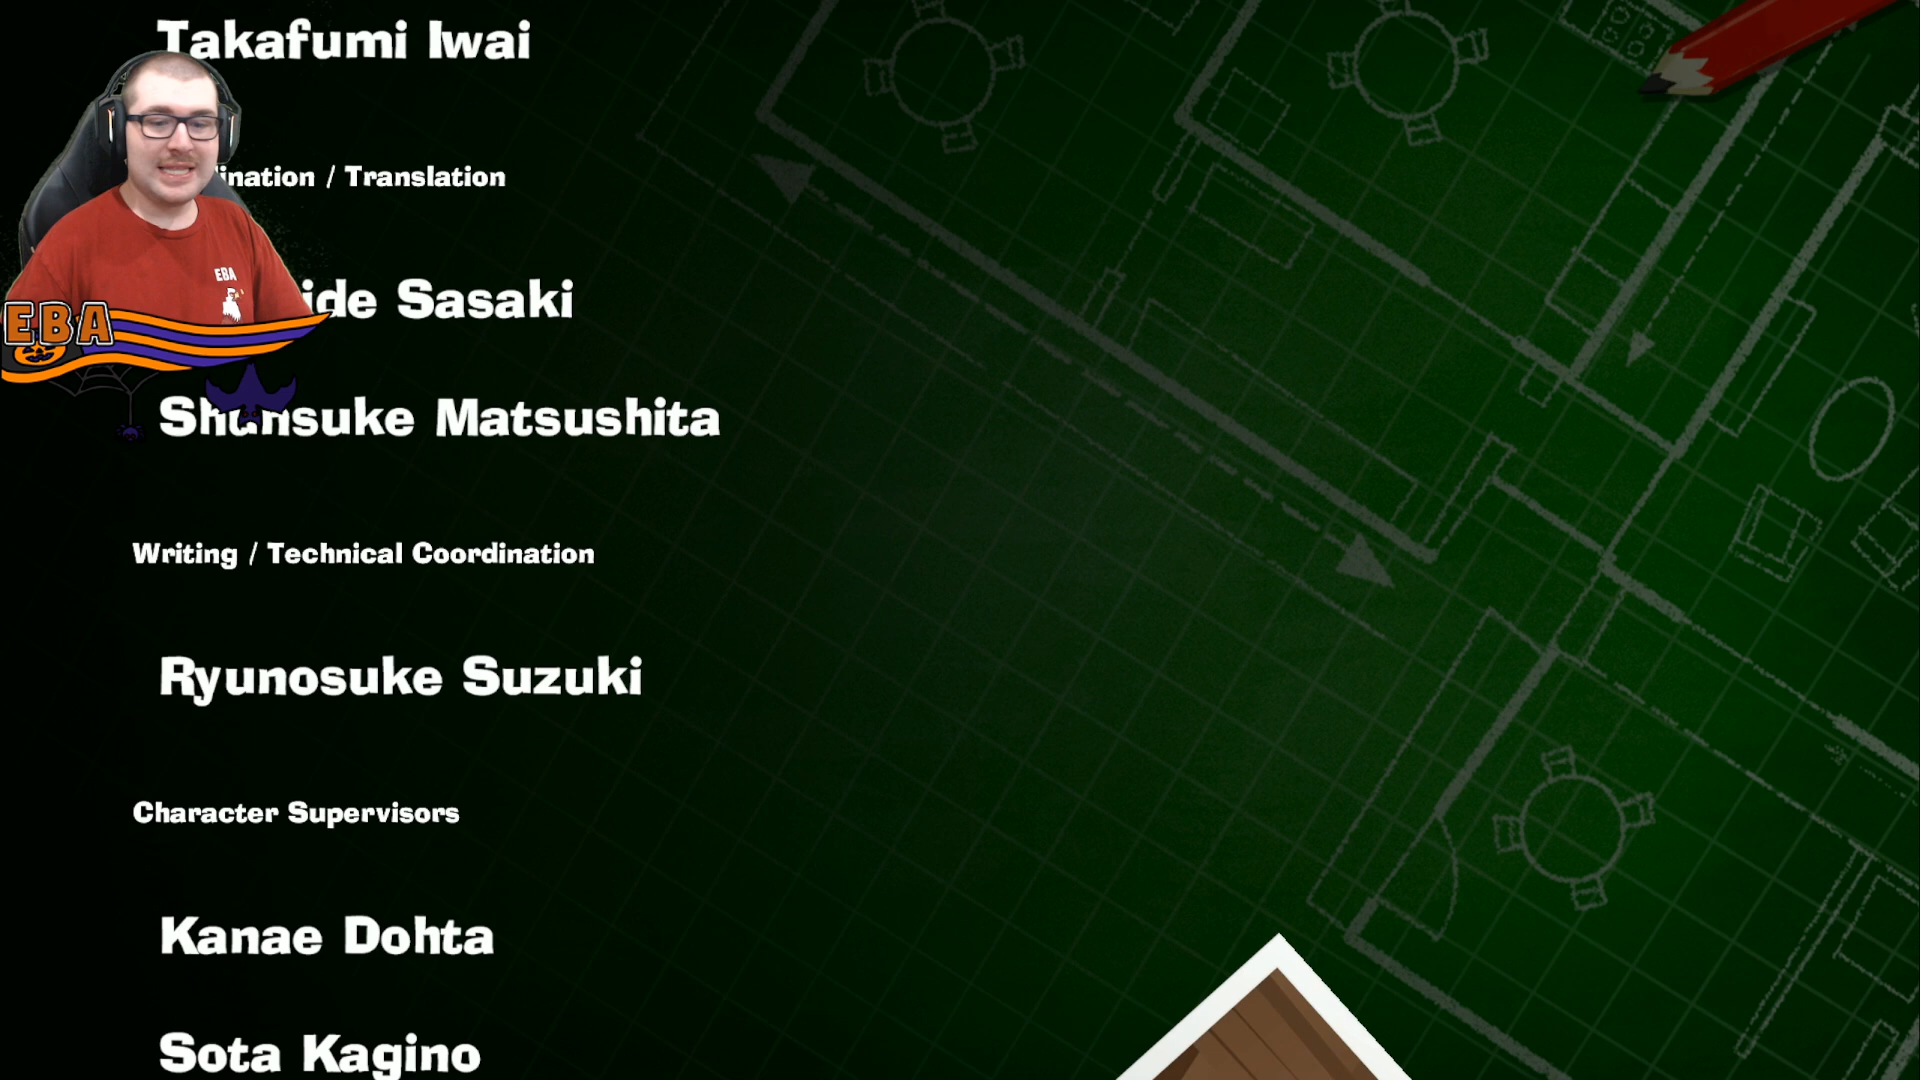 Takafumi Iwai
ination / Translation
ide Sasaki
Shunsuke Matsushita
Writing / Technical Coordination
Ryunosuke Suzuki
Character Supervisors
Kanae Dohta
Sota Kagino
EBA
EBA